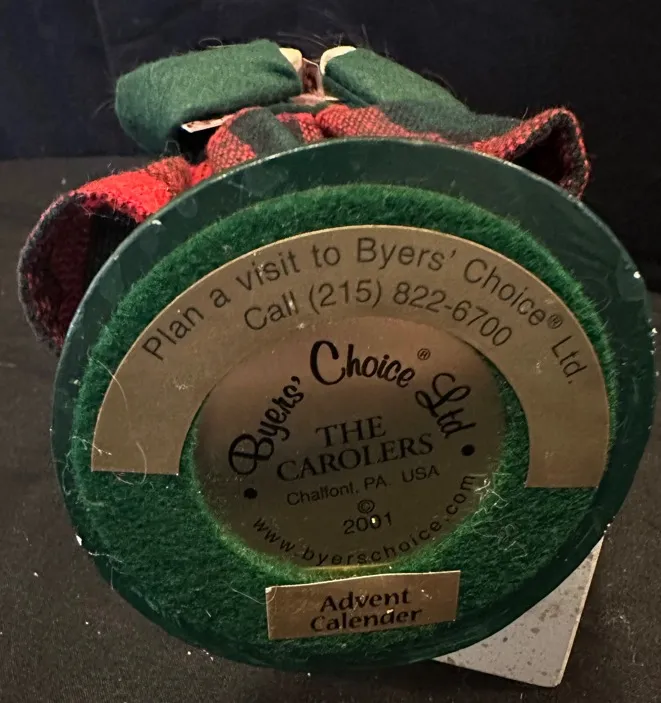 Plan a visit to Byers' Choice® Ltd.
Call (215) 822-6700
Byers' Choice® Ltd
THE
CAROLERS
Chalfont, PA. USA
©
2001
www.byerschoice.com
Advent
Calender